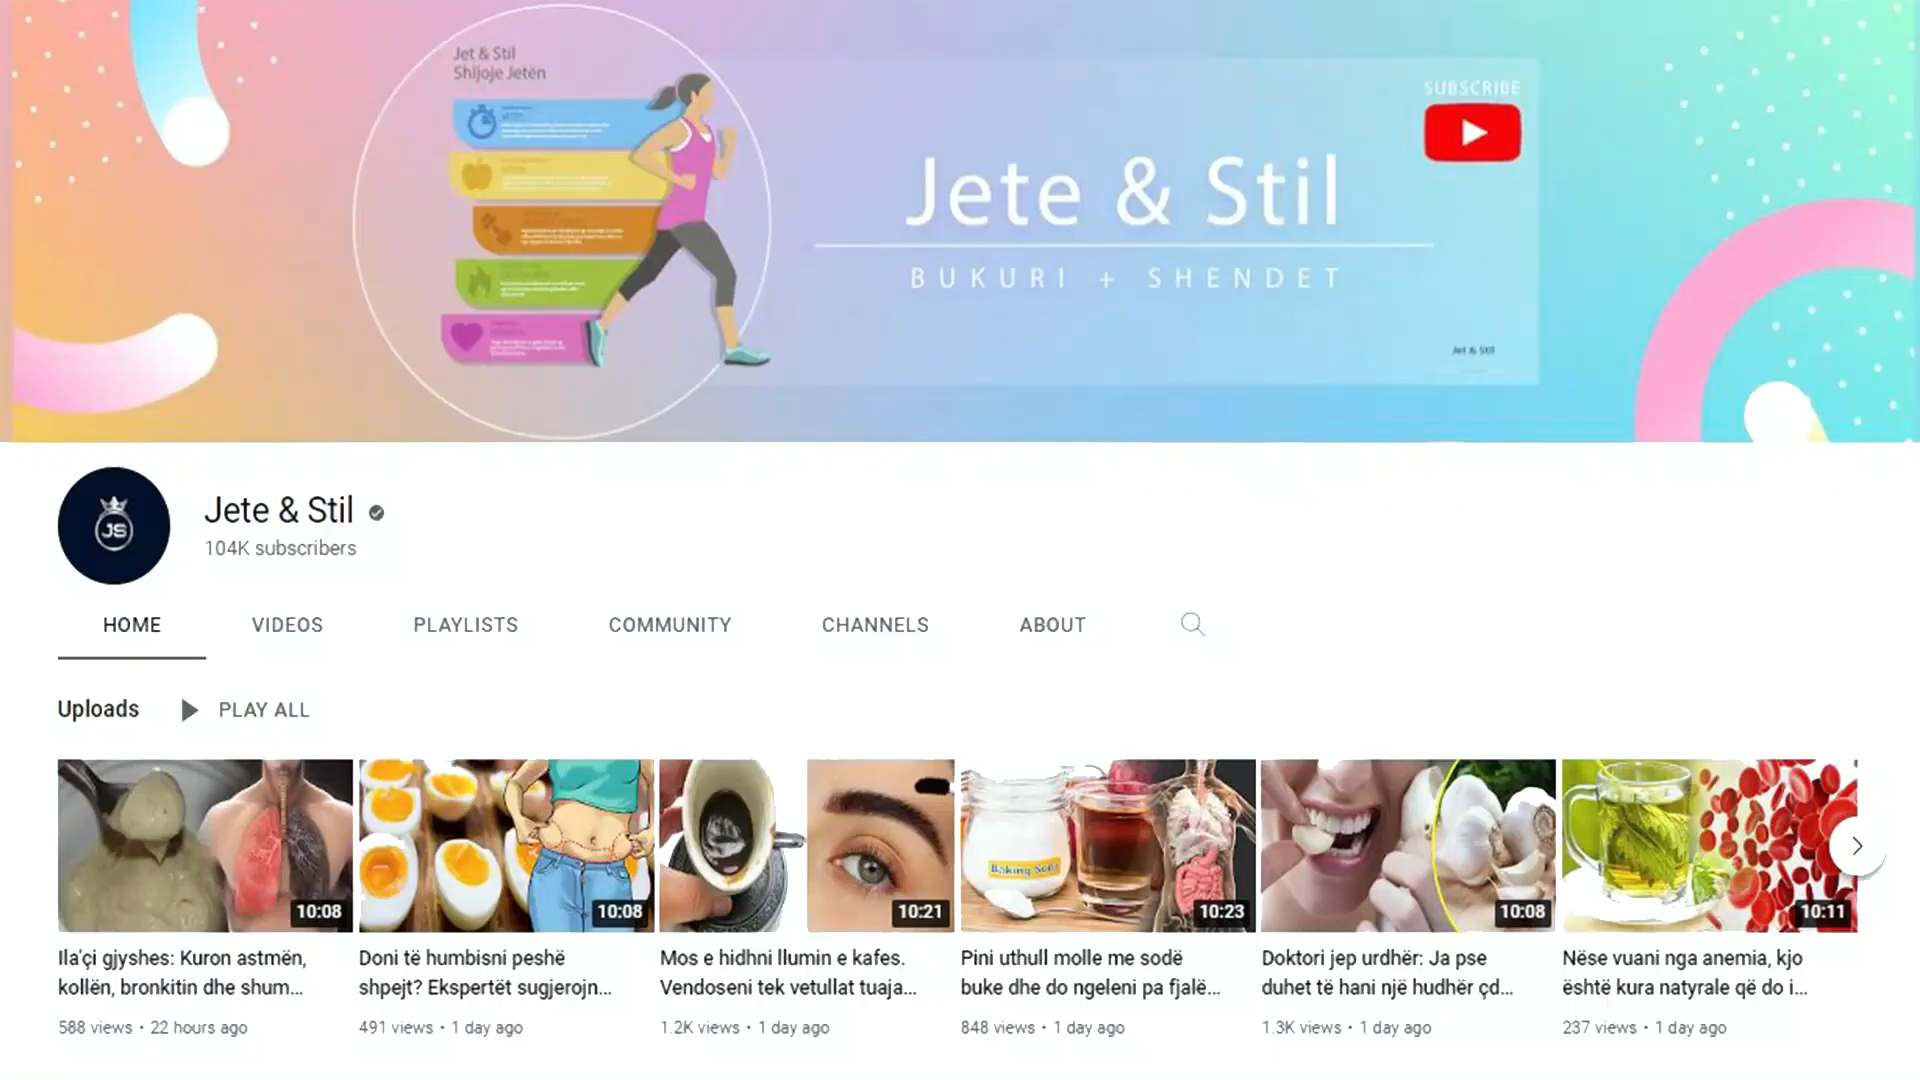 Jet & Stil
Shijoje Jetën
SUBSCRIBE
Jete & Stil
BUKURI + SHENDET
Jet & Stil
JS
Jete & Stil
104K subscribers
HOME VIDEOS PLAYLISTS COMMUNITY CHANNELS ABOUT
Uploads PLAY ALL
Baking Soda
10:08 10:08 10:21 10:23 10:08 10:11
Ila'çi gjyshes: Kuron astmën,
kollën, bronkitin dhe shum...
588 views • 22 hours ago
Doni të humbisni peshë
shpejt? Ekspertët sugjerojn...
491 views • 1 day ago
Mos e hidhni llumin e kafes.
Vendoseni tek vetullat tuaja...
1.2K views • 1 day ago
Pini uthull molle me sodë
buke dhe do ngeleni pa fjalë...
848 views • 1 day ago
Doktori jep urdhër: Ja pse
duhet të hani një hudhër çd...
1.3K views • 1 day ago
Nëse vuani nga anemia, kjo
është kura natyrale që do i...
237 views • 1 day ago